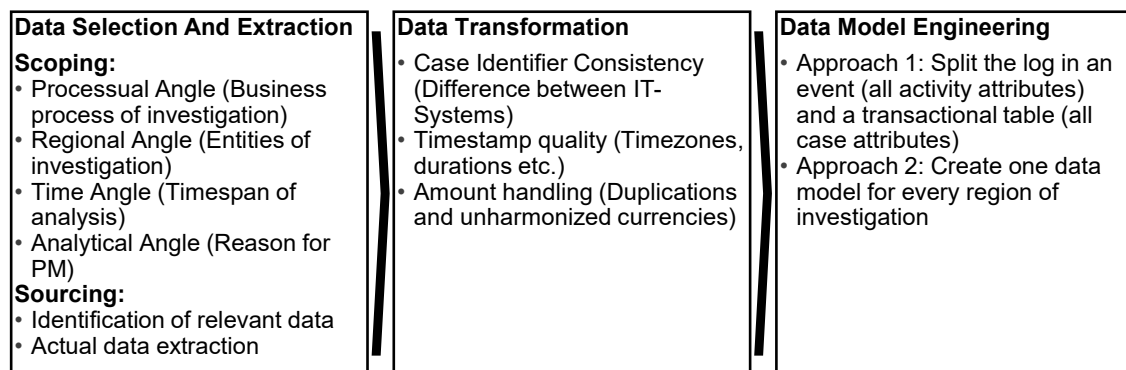 Data Selection And Extraction
Scoping:
• Processual Angle (Business
process of investigation)
• Regional Angle (Entities of
investigation)
• Time Angle (Timespan of
analysis)
• Analytical Angle (Reason for
PM)
Sourcing:
• Identification of relevant data
• Actual data extraction
Data Transformation
• Case Identifier Consistency
(Difference between IT-
Systems)
• Timestamp quality (Timezones,
durations etc.)
• Amount handling (Duplications
and unharmonized currencies)
Data Model Engineering
• Approach 1: Split the log in an
event (all activity attributes)
and a transactional table (all
case attributes)
• Approach 2: Create one data
model for every region of
investigation